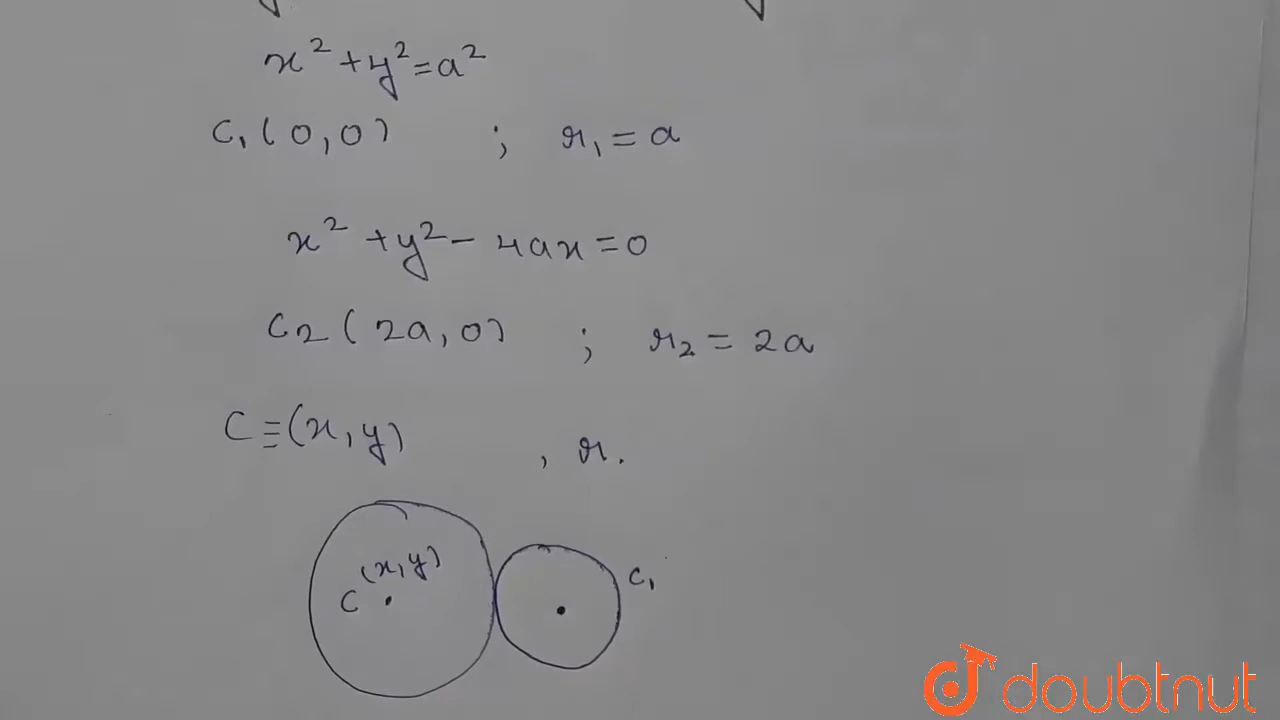 x² + y² = a²
C₁ (0,0) ; r₁ = a
x² + y² - 4ax = 0
C₂ (2a,0) ; r₂ = 2a
C ≡ (x,y) , r.
(x,y)
C
C₁
doubtnut